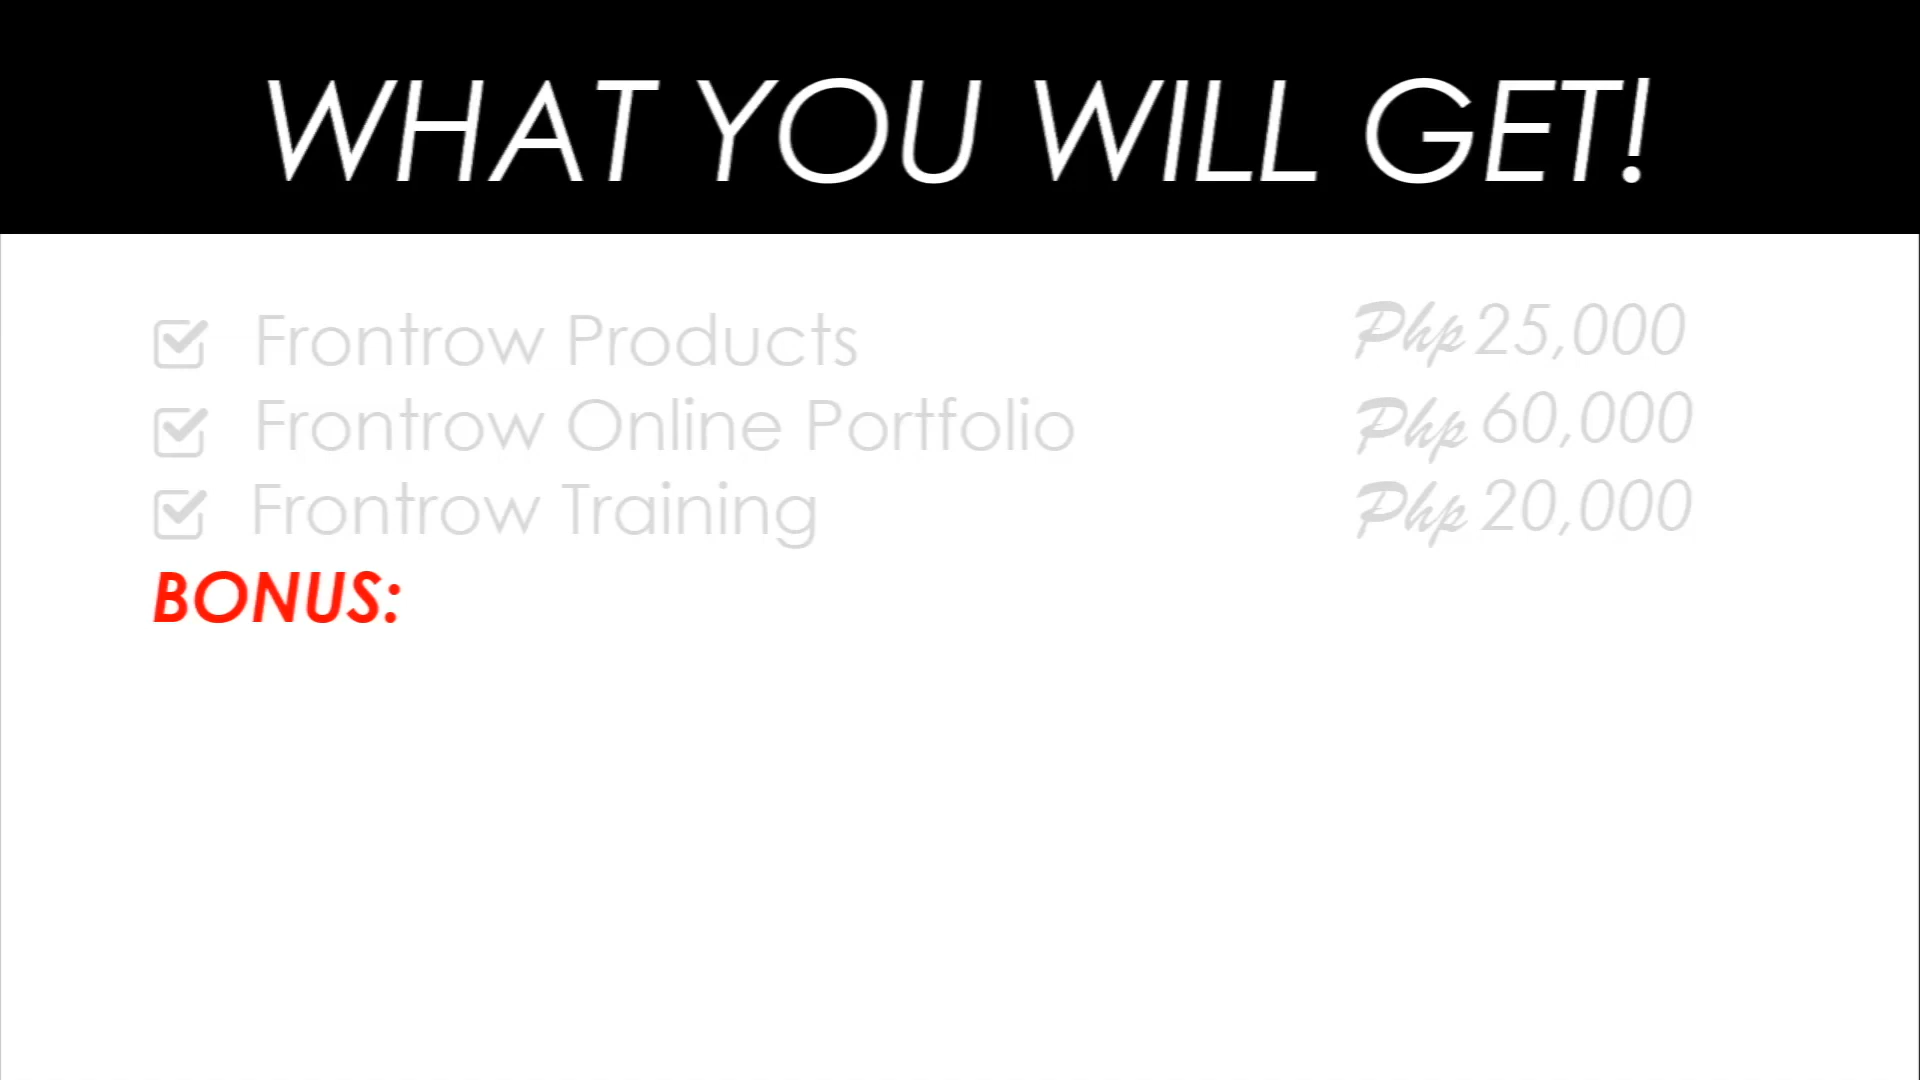 WHAT YOU WILL GET!
Frontrow Products Php 25,000
Frontrow Online Portfolio Php 60,000
Frontrow Training Php 20,000
BONUS: